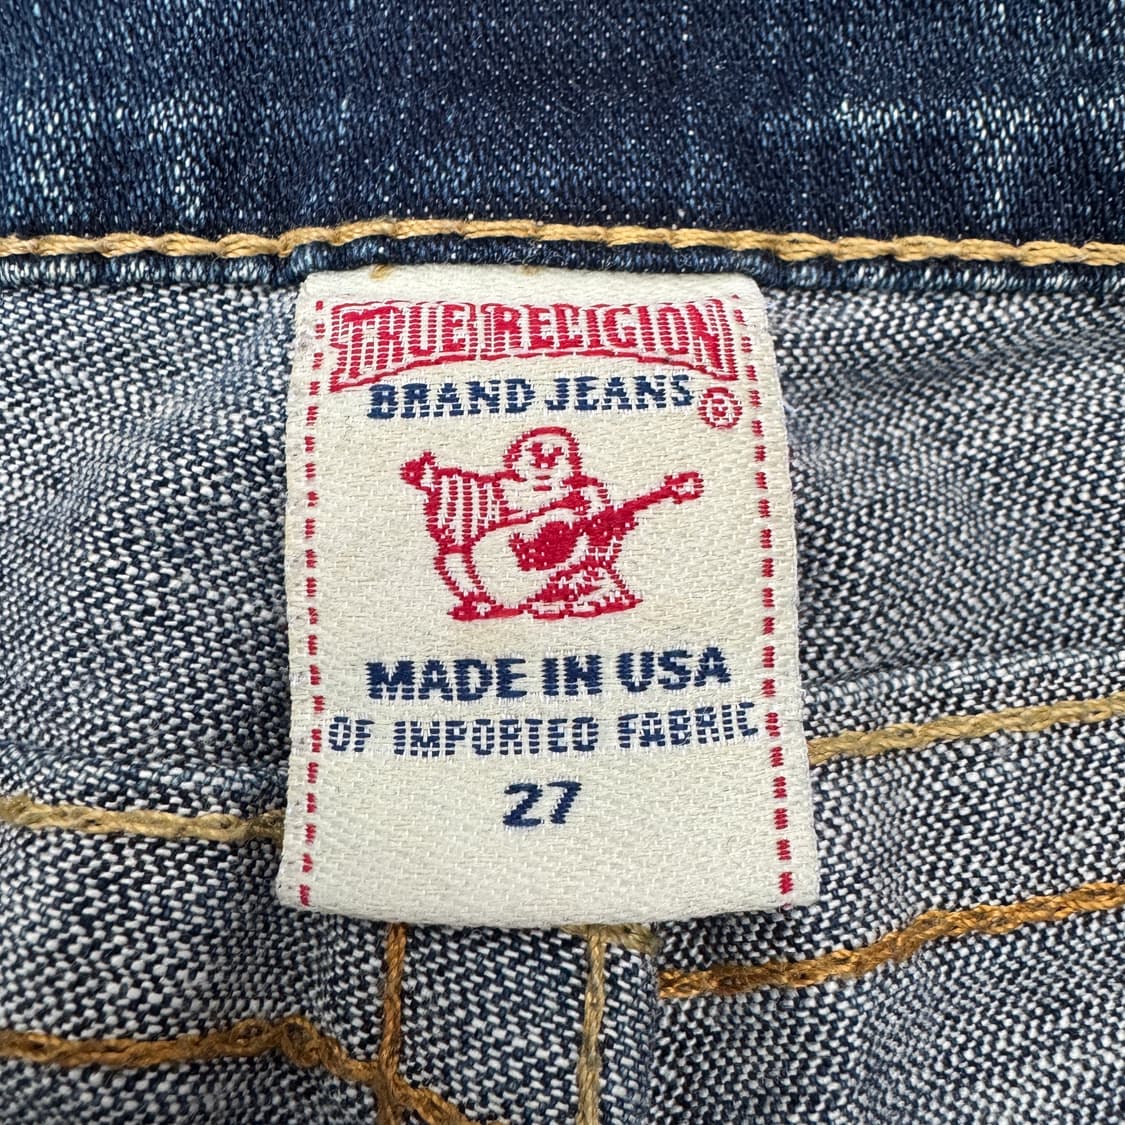 TRUE RELIGION
BRAND JEANS ®
MADE IN USA
OF IMPORTED FABRIC
27